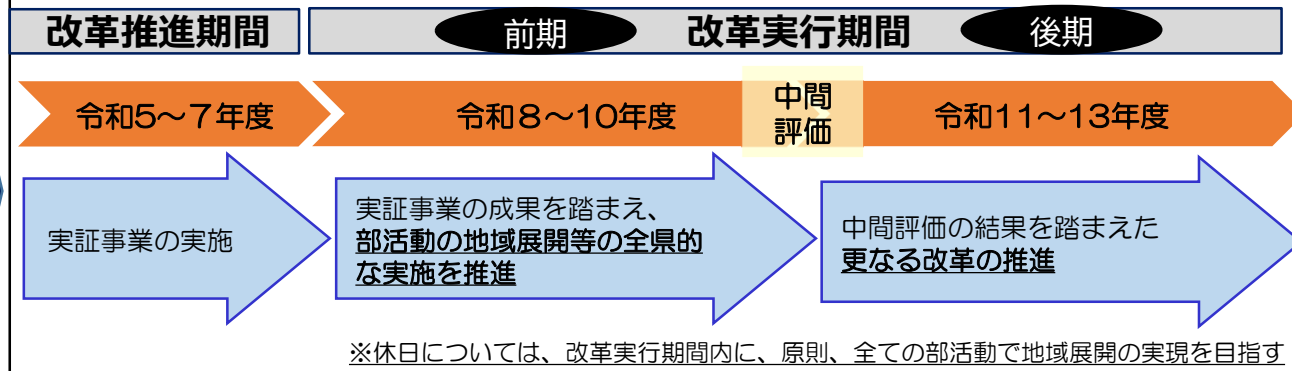 改革推進期間
前期 改革実行期間 後期
令和5～7年度
令和8～10年度
中間
評価
令和11～13年度
実証事業の実施
実証事業の成果を踏まえ、
部活動の地域展開等の全県的
な実施を推進
中間評価の結果を踏まえた
更なる改革の推進
※休日については、改革実行期間内に、原則、全ての部活動で地域展開の実現を目指す